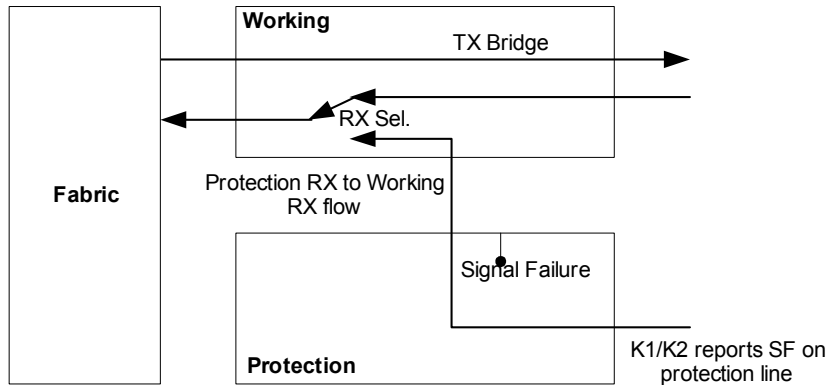 Working
TX Bridge
RX Sel.
Protection RX to Working
RX flow
Fabric
Signal Failure
Protection
K1/K2 reports SF on
protection line